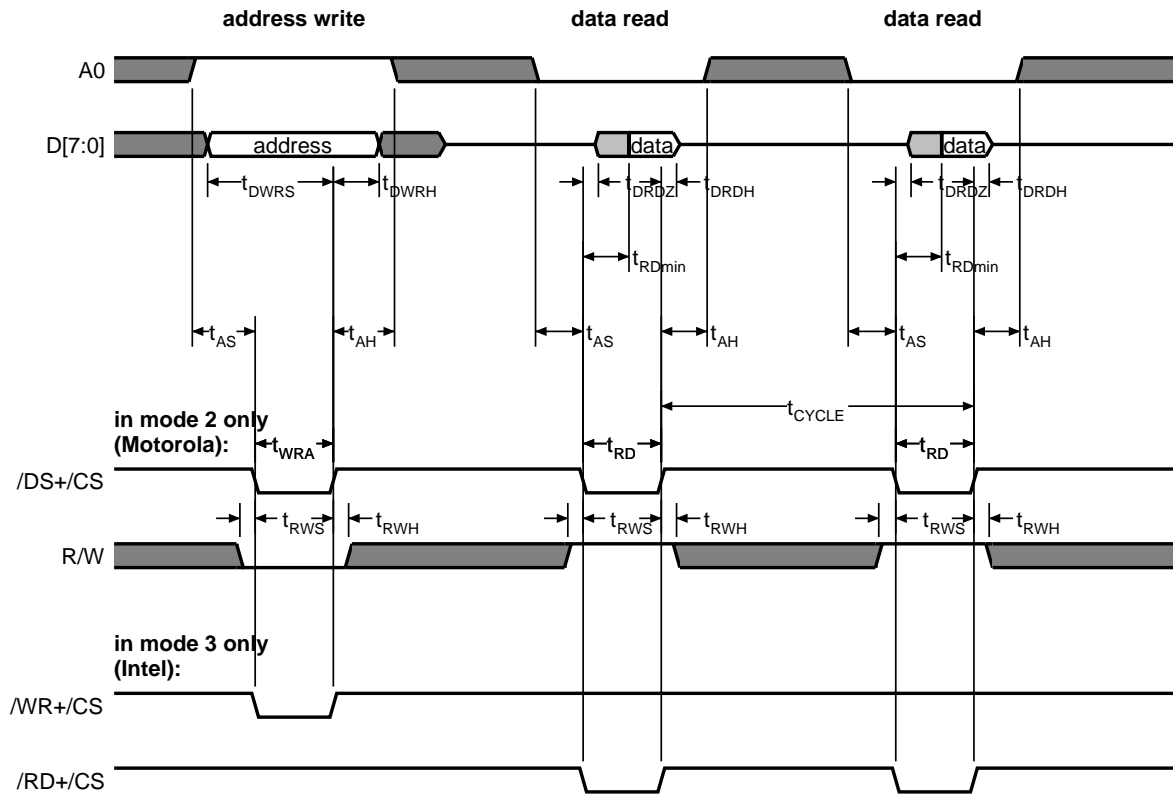 address write data read data read
A0
D[7:0] address data data
tDWRS tDWRH tDRDZ tDRDH tDRDZ tDRDH
tRDmin tRDmin
tAS tAH tAS tAH tAS tAH
in mode 2 only
(Motorola):
tCYCLE
tWRA tRD tRD
/DS+/CS
tRWS tRWH tRWS tRWH tRWS tRWH
R/W
in mode 3 only
(Intel):
/WR+/CS
/RD+/CS